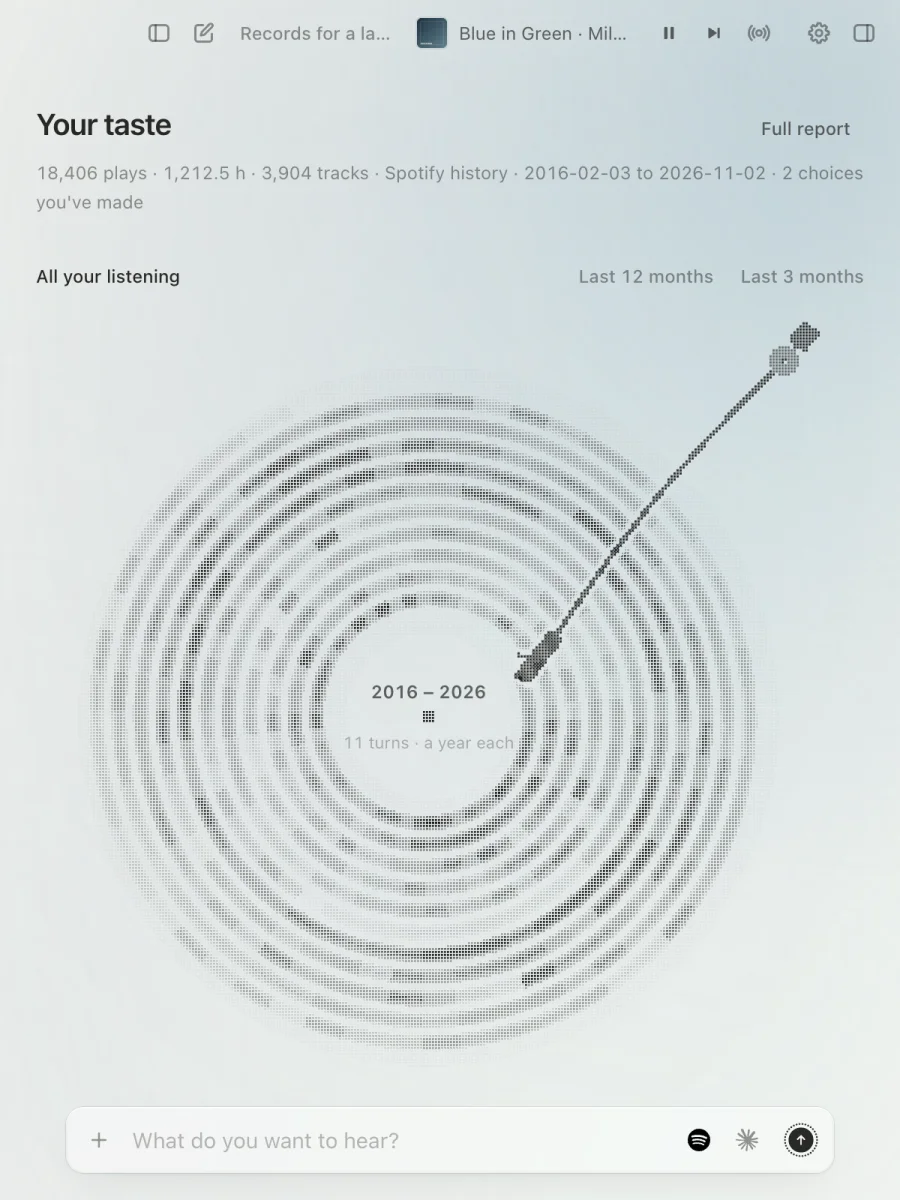 Records for a la...
Blue in Green · Mil...
Your taste
Full report
18,406 plays · 1,212.5 h · 3,904 tracks · Spotify history · 2016-02-03 to 2026-11-02 · 2 choices
you've made
All your listening
Last 12 months
Last 3 months
2016 – 2026
11 turns · a year each
What do you want to hear?